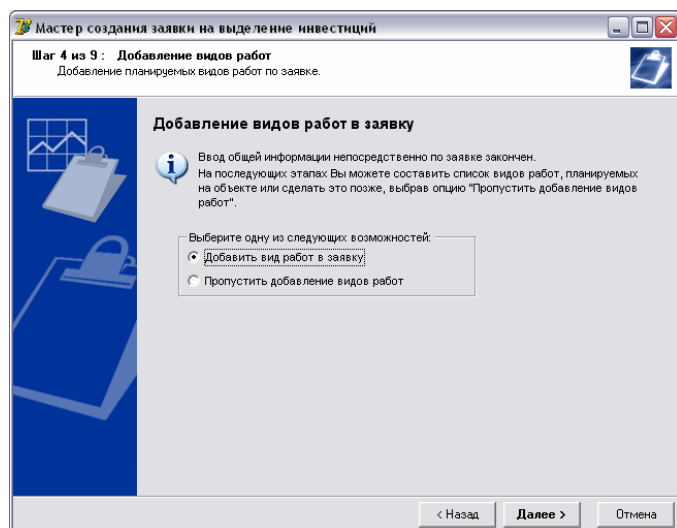 Мастер создания заявки на выделение инвестиций
Шаг 4 из 9 : Добавление видов работ
Добавление планируемых видов работ по заявке.
Добавление видов работ в заявку
Ввод общей информации непосредственно по заявке закончен.
На последующих этапах Вы можете составить список видов работ, планируемых
на объекте или сделать это позже, выбрав опцию "Пропустить добавление видов
работ".
Выберите одну из следующих возможностей:
Добавить вид работ в заявку
Пропустить добавление видов работ
< Назад
Далее >
Отмена